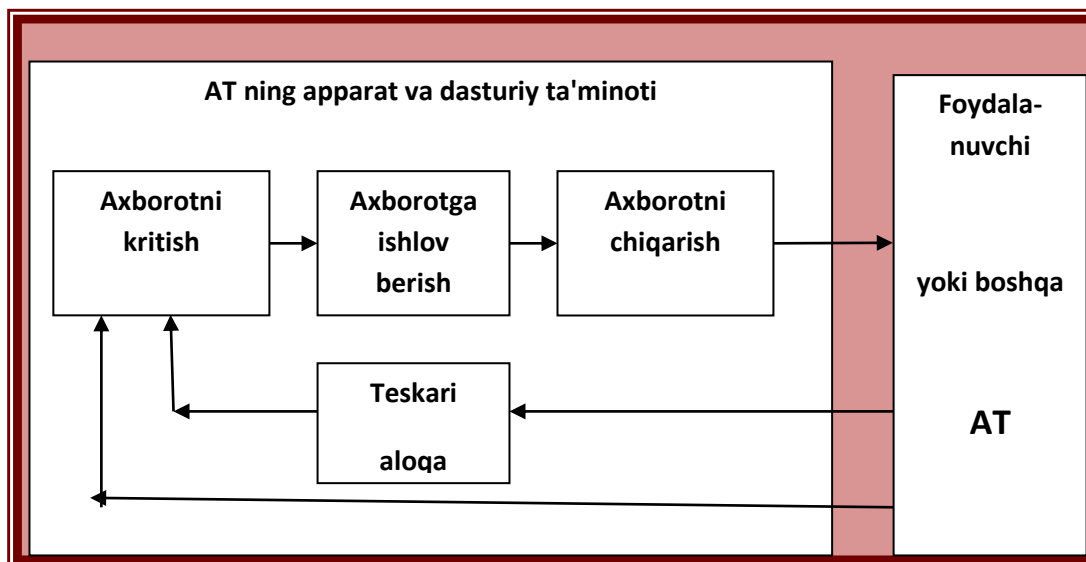 AT ning apparat va dasturiy ta'minoti
Axborotni
kritish
Axborotga
ishlov
berish
Axborotni
chiqarish
Teskari
aloqa
Foydala-
nuvchi
yoki boshqa
AT